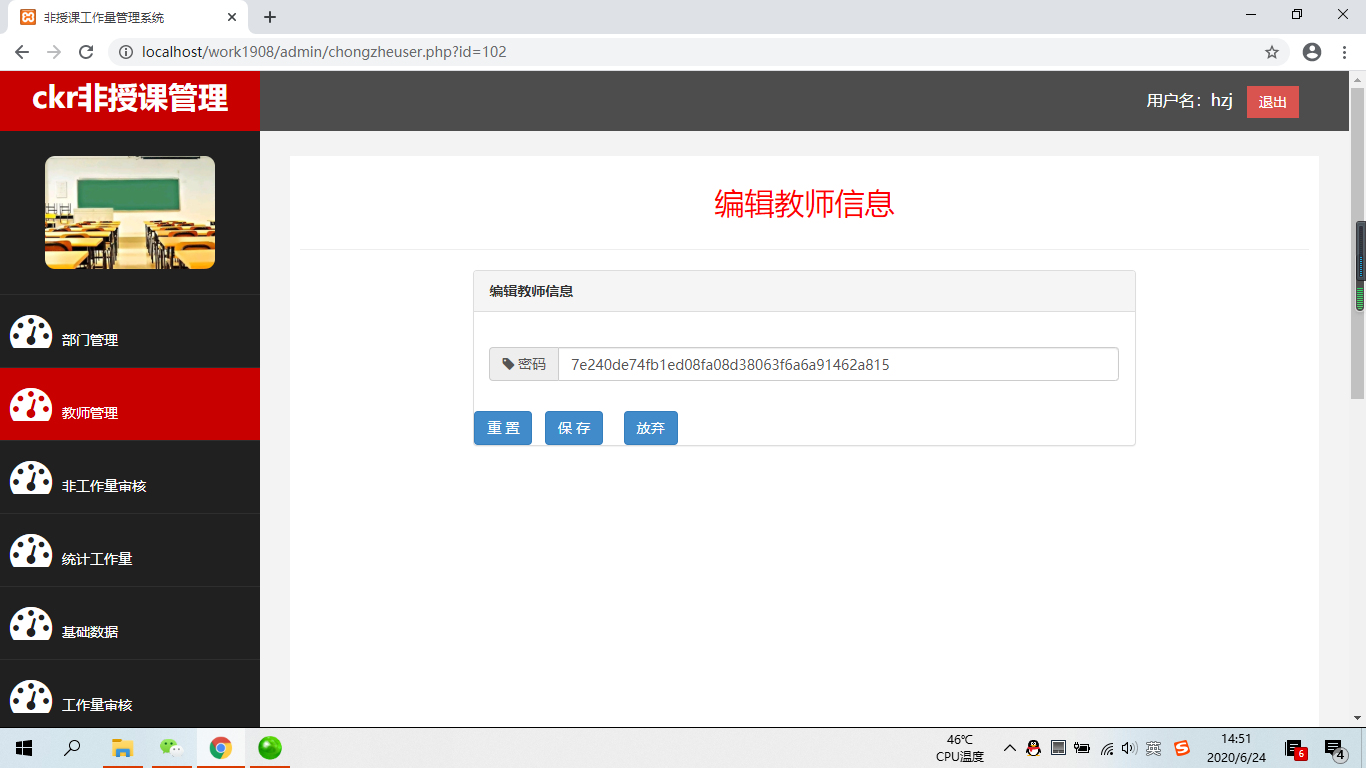 非授课工作量管理系统
localhost/work1908/admin/chongzheuser.php?id=102
ckr非授课管理
用户名：hzj 退出
编辑教师信息
编辑教师信息
密码 7e240de74fb1ed08fa08d38063f6a6a91462a815
重 置 保 存 放弃
部门管理
教师管理
非工作量审核
统计工作量
基础数据
工作量审核
46℃
CPU温度
英
14:51
2020/6/24
6
4